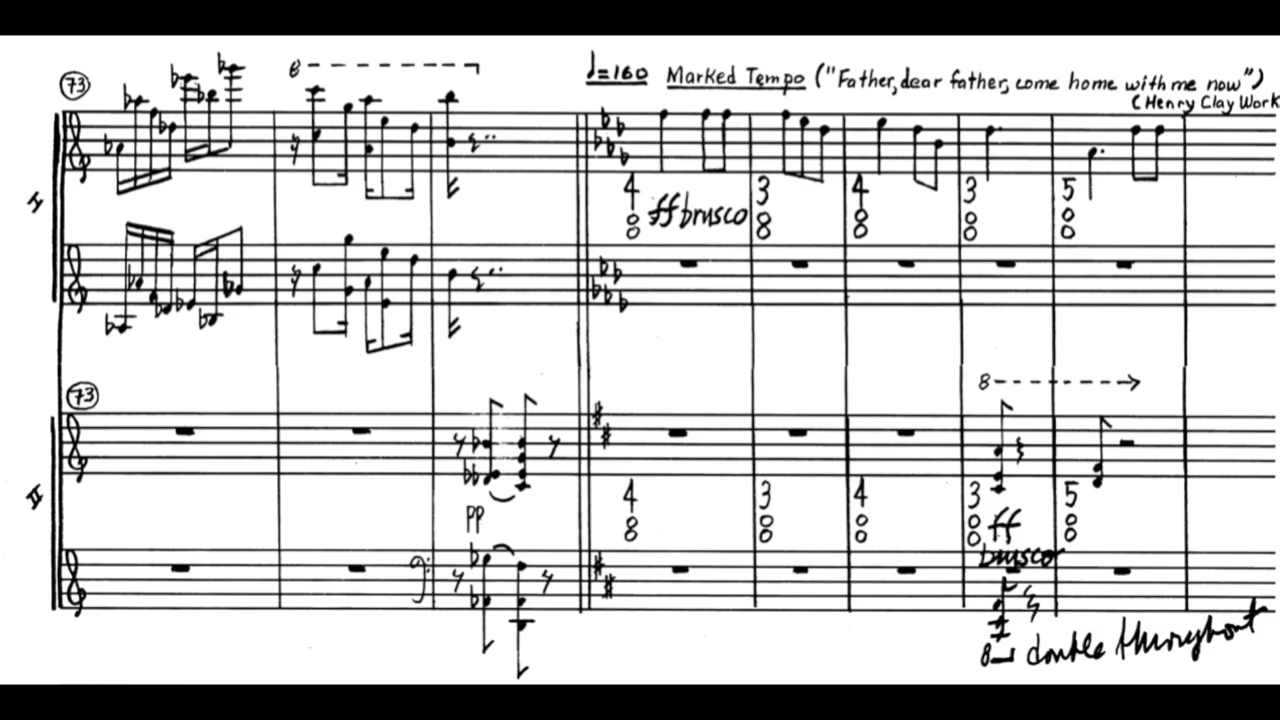 73
8
♩=160 Marked Tempo ("Father, dear father, come home with me now")
(Henry Clay Work
I
4 8
ff brusco
3 8
4 8
3 8
5 8
73
8
II
pp
4 8
3 8
4 8
3 8
5 8
ff
brusco
8 double throughout